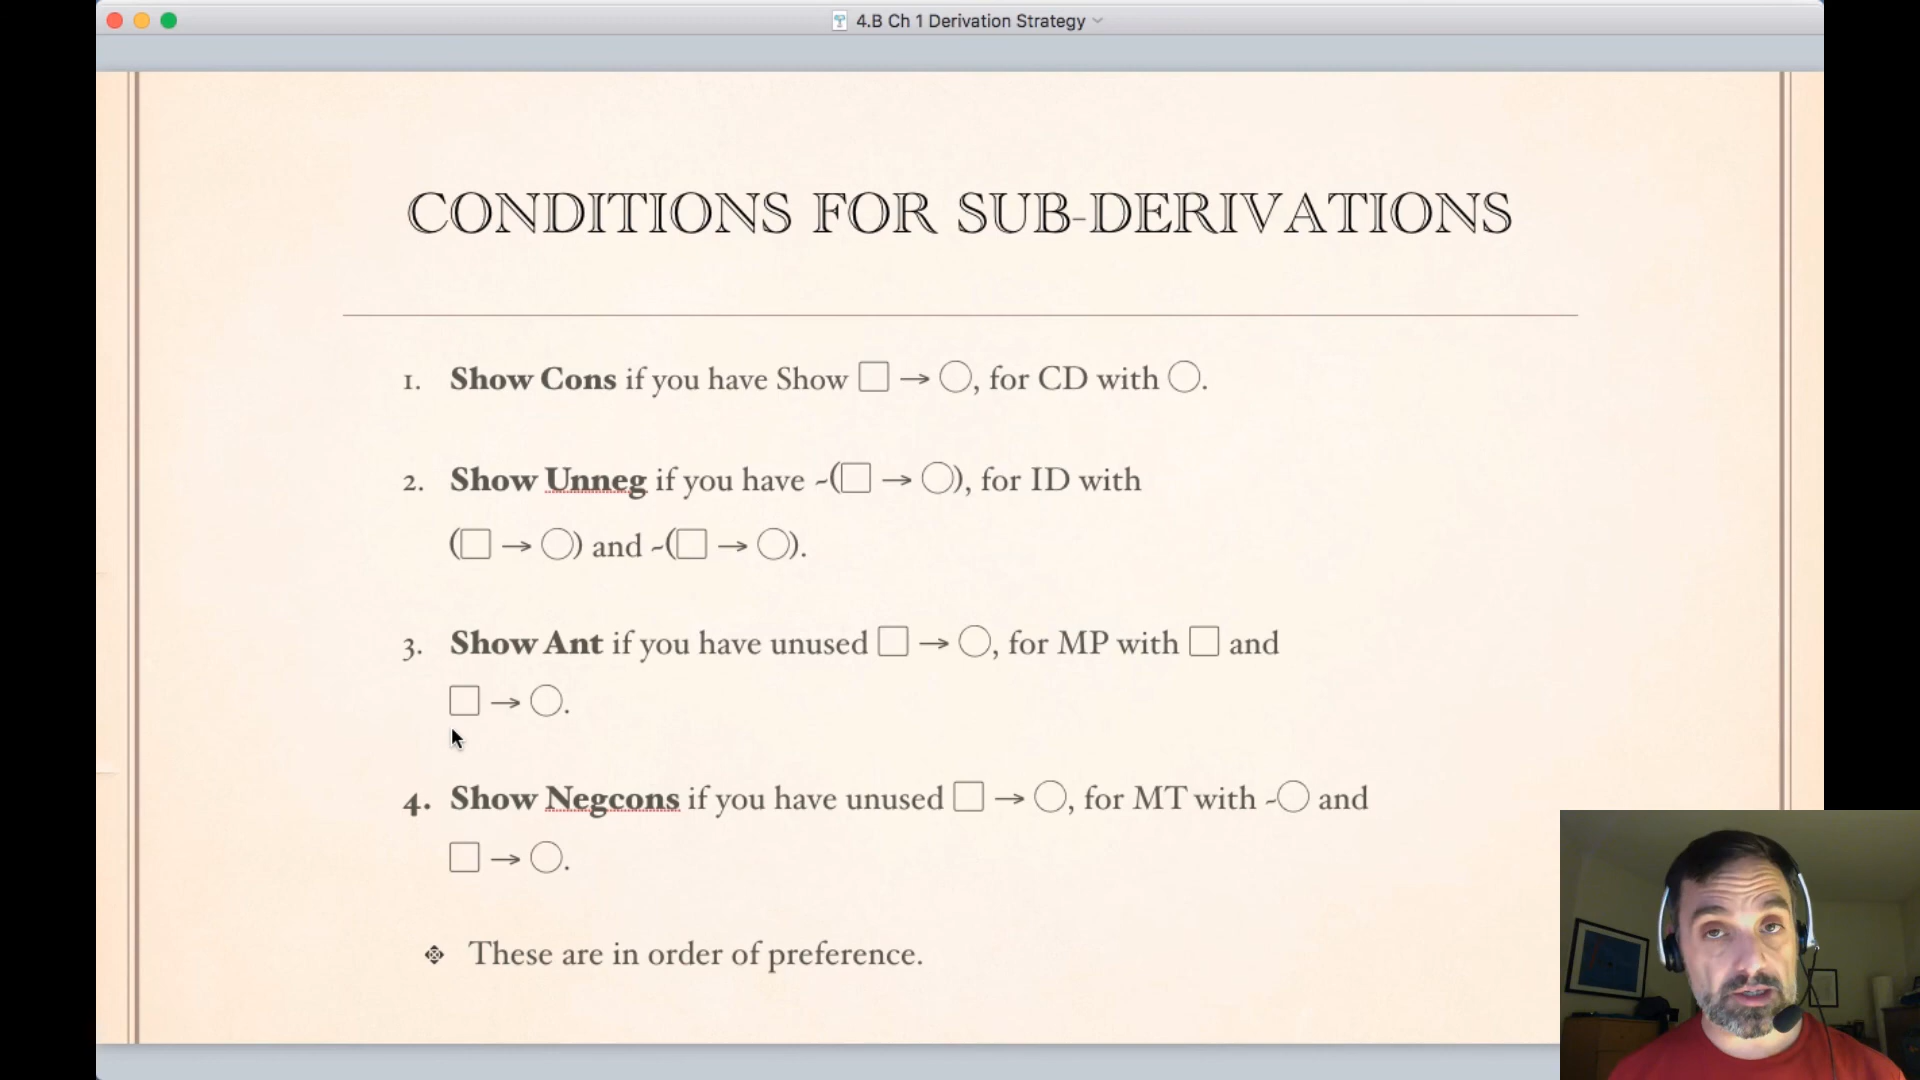 4.B Ch 1 Derivation Strategy
CONDITIONS FOR SUB-DERIVATIONS
1. Show Cons if you have Show □ → ○, for CD with ○.
2. Show Unneg if you have ~(□ → ○), for ID with
(□ → ○) and ~(□ → ○).
3. Show Ant if you have unused □ → ○, for MP with □ and
□ → ○.
4. Show Negcons if you have unused □ → ○, for MT with ~○ and
□ → ○.
These are in order of preference.